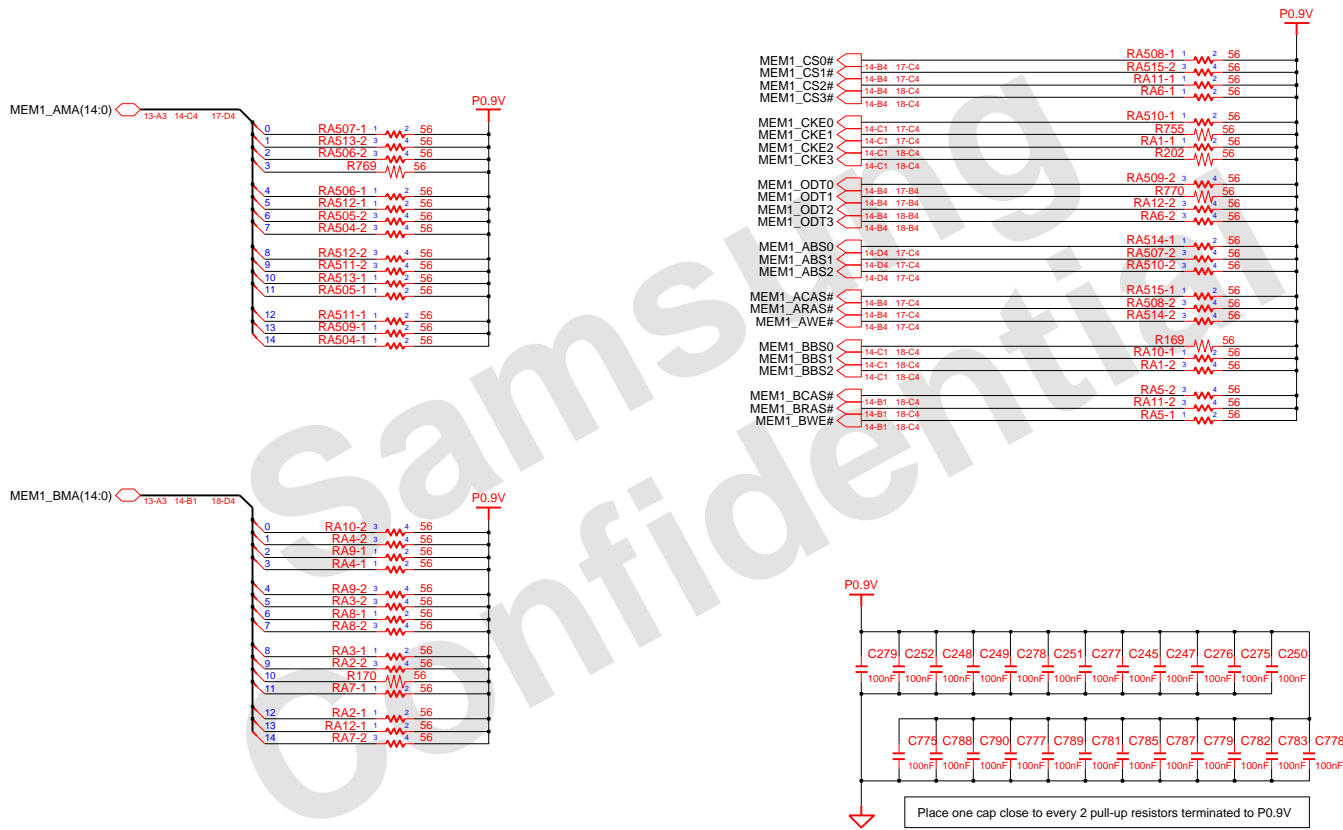 P0.9V
MEM1_AMA(14:0)
13-A3 14-C4 17-D4
P0.9V
0 RA507-1 1 2 56
1 RA513-2 3 4 56
2 RA506-2 3 4 56
3 R769 56
4 RA506-1 1 2 56
5 RA512-1 1 2 56
6 RA505-2 3 4 56
7 RA504-2 3 4 56
8 RA512-2 3 4 56
9 RA511-2 3 4 56
10 RA513-1 1 2 56
11 RA505-1 1 2 56
12 RA511-1 1 2 56
13 RA509-1 1 2 56
14 RA504-1 1 2 56
MEM1_CS0# 14-B4 17-C4 RA508-1 1 2 56
MEM1_CS1# 14-B4 17-C4 RA515-2 3 4 56
MEM1_CS2# 14-B4 18-C4 RA11-1 1 2 56
MEM1_CS3# 14-B4 18-C4 RA6-1 1 2 56
MEM1_CKE0 14-C1 17-C4 RA510-1 1 2 56
MEM1_CKE1 14-C1 17-C4 R755 56
MEM1_CKE2 14-C1 18-C4 RA1-1 1 2 56
MEM1_CKE3 14-C1 18-C4 R202 56
MEM1_ODT0 14-B4 17-B4 RA509-2 3 4 56
MEM1_ODT1 14-B4 17-B4 R770 56
MEM1_ODT2 14-B4 18-B4 RA12-2 3 4 56
MEM1_ODT3 14-B4 18-B4 RA6-2 3 4 56
MEM1_ABS0 14-D4 17-C4 RA514-1 1 2 56
MEM1_ABS1 14-D4 17-C4 RA507-2 3 4 56
MEM1_ABS2 14-D4 17-C4 RA510-2 3 4 56
MEM1_ACAS# 14-B4 17-C4 RA515-1 1 2 56
MEM1_ARAS# 14-B4 17-C4 RA508-2 3 4 56
MEM1_AWE# 14-B4 17-C4 RA514-2 3 4 56
MEM1_BBS0 14-C1 18-C4 R169 56
MEM1_BBS1 14-C1 18-C4 RA10-1 1 2 56
MEM1_BBS2 14-C1 18-C4 RA1-2 3 4 56
MEM1_BCAS# 14-B1 18-C4 RA5-2 3 4 56
MEM1_BRAS# 14-B1 18-C4 RA11-2 3 4 56
MEM1_BWE# 14-B1 18-C4 RA5-1 1 2 56
Samsung
Confidential
MEM1_BMA(14:0)
13-A3 14-B1 18-D4
P0.9V
0 RA10-2 3 4 56
1 RA4-2 3 4 56
2 RA9-1 1 2 56
3 RA4-1 1 2 56
4 RA9-2 3 4 56
5 RA3-2 3 4 56
6 RA8-1 1 2 56
7 RA8-2 3 4 56
8 RA3-1 1 2 56
9 RA2-2 3 4 56
10 R170 56
11 RA7-1 1 2 56
12 RA2-1 1 2 56
13 RA12-1 1 2 56
14 RA7-2 3 4 56
P0.9V
C279 C252 C248 C249 C278 C251 C277 C245 C247 C276 C275 C250
100nF 100nF 100nF 100nF 100nF 100nF 100nF 100nF 100nF 100nF 100nF 100nF
C775 C788 C790 C777 C789 C781 C785 C787 C779 C782 C783 C778
100nF 100nF 100nF 100nF 100nF 100nF 100nF 100nF 100nF 100nF 100nF 100nF
Place one cap close to every 2 pull-up resistors terminated to P0.9V